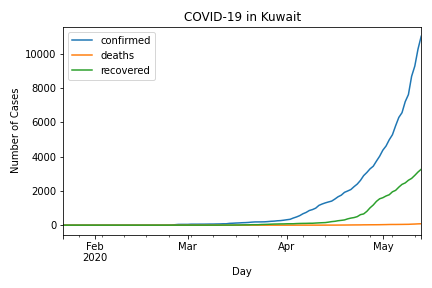 COVID-19 in Kuwait
confirmed
deaths
recovered
Number of Cases
10000
8000
6000
4000
2000
0
Feb
2020
Mar
Apr
May
Day